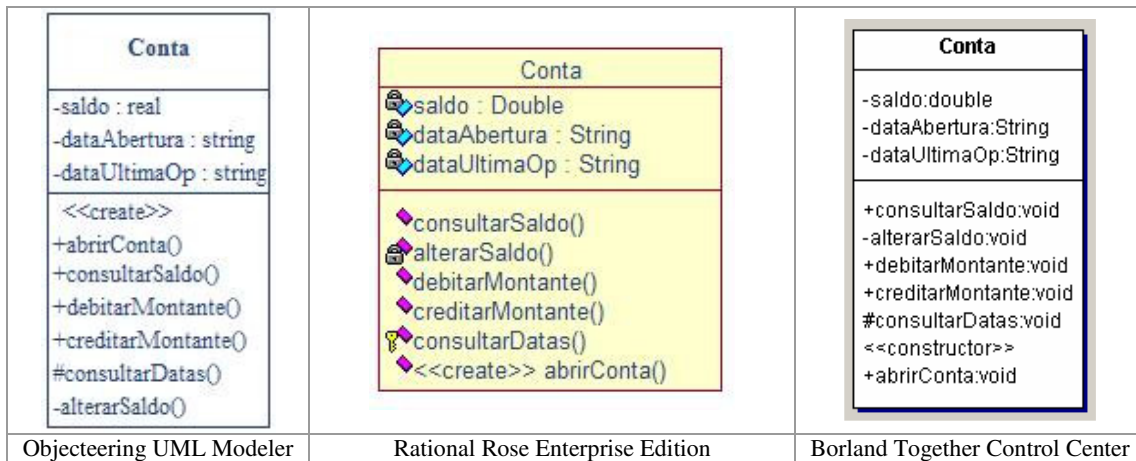 Conta
-saldo : real
-dataAbertura : string
-dataUltimaOp : string
<<create>>
+abrirConta()
+consultarSaldo()
+debitarMontante()
+creditarMontante()
#consultarDatas()
-alterarSaldo()
Objecteering UML Modeler
Conta
saldo : Double
dataAbertura : String
dataUltimaOp : String
consultarSaldo()
alterarSaldo()
debitarMontante()
creditarMontante()
consultarDatas()
<<create>> abrirConta()
Rational Rose Enterprise Edition
Conta
-saldo:double
-dataAbertura:String
-dataUltimaOp:String
+consultarSaldo:void
-alterarSaldo:void
+debitarMontante:void
+creditarMontante:void
#consultarDatas:void
<<constructor>>
+abrirConta:void
Borland Together Control Center